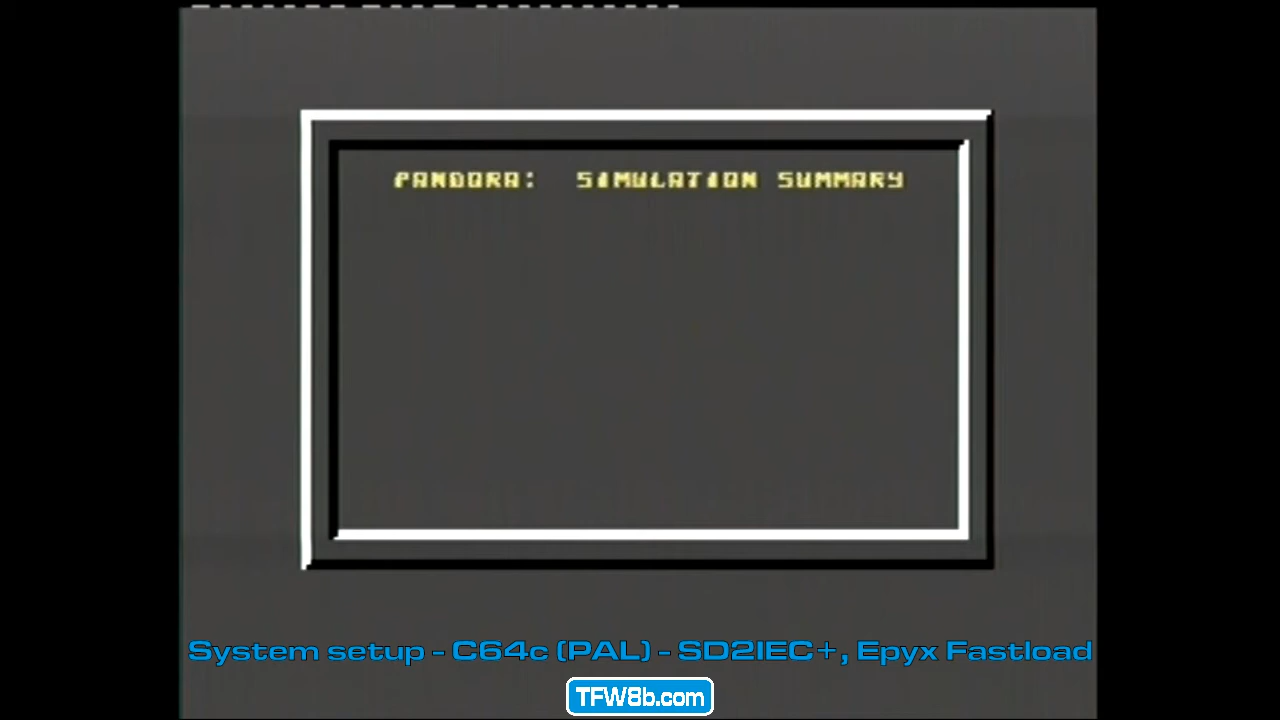 PANDORA: SIMULATION SUMMARY
System setup - C64c (PAL) - SD2IEC+, Epyx Fastload
TFW8b.com